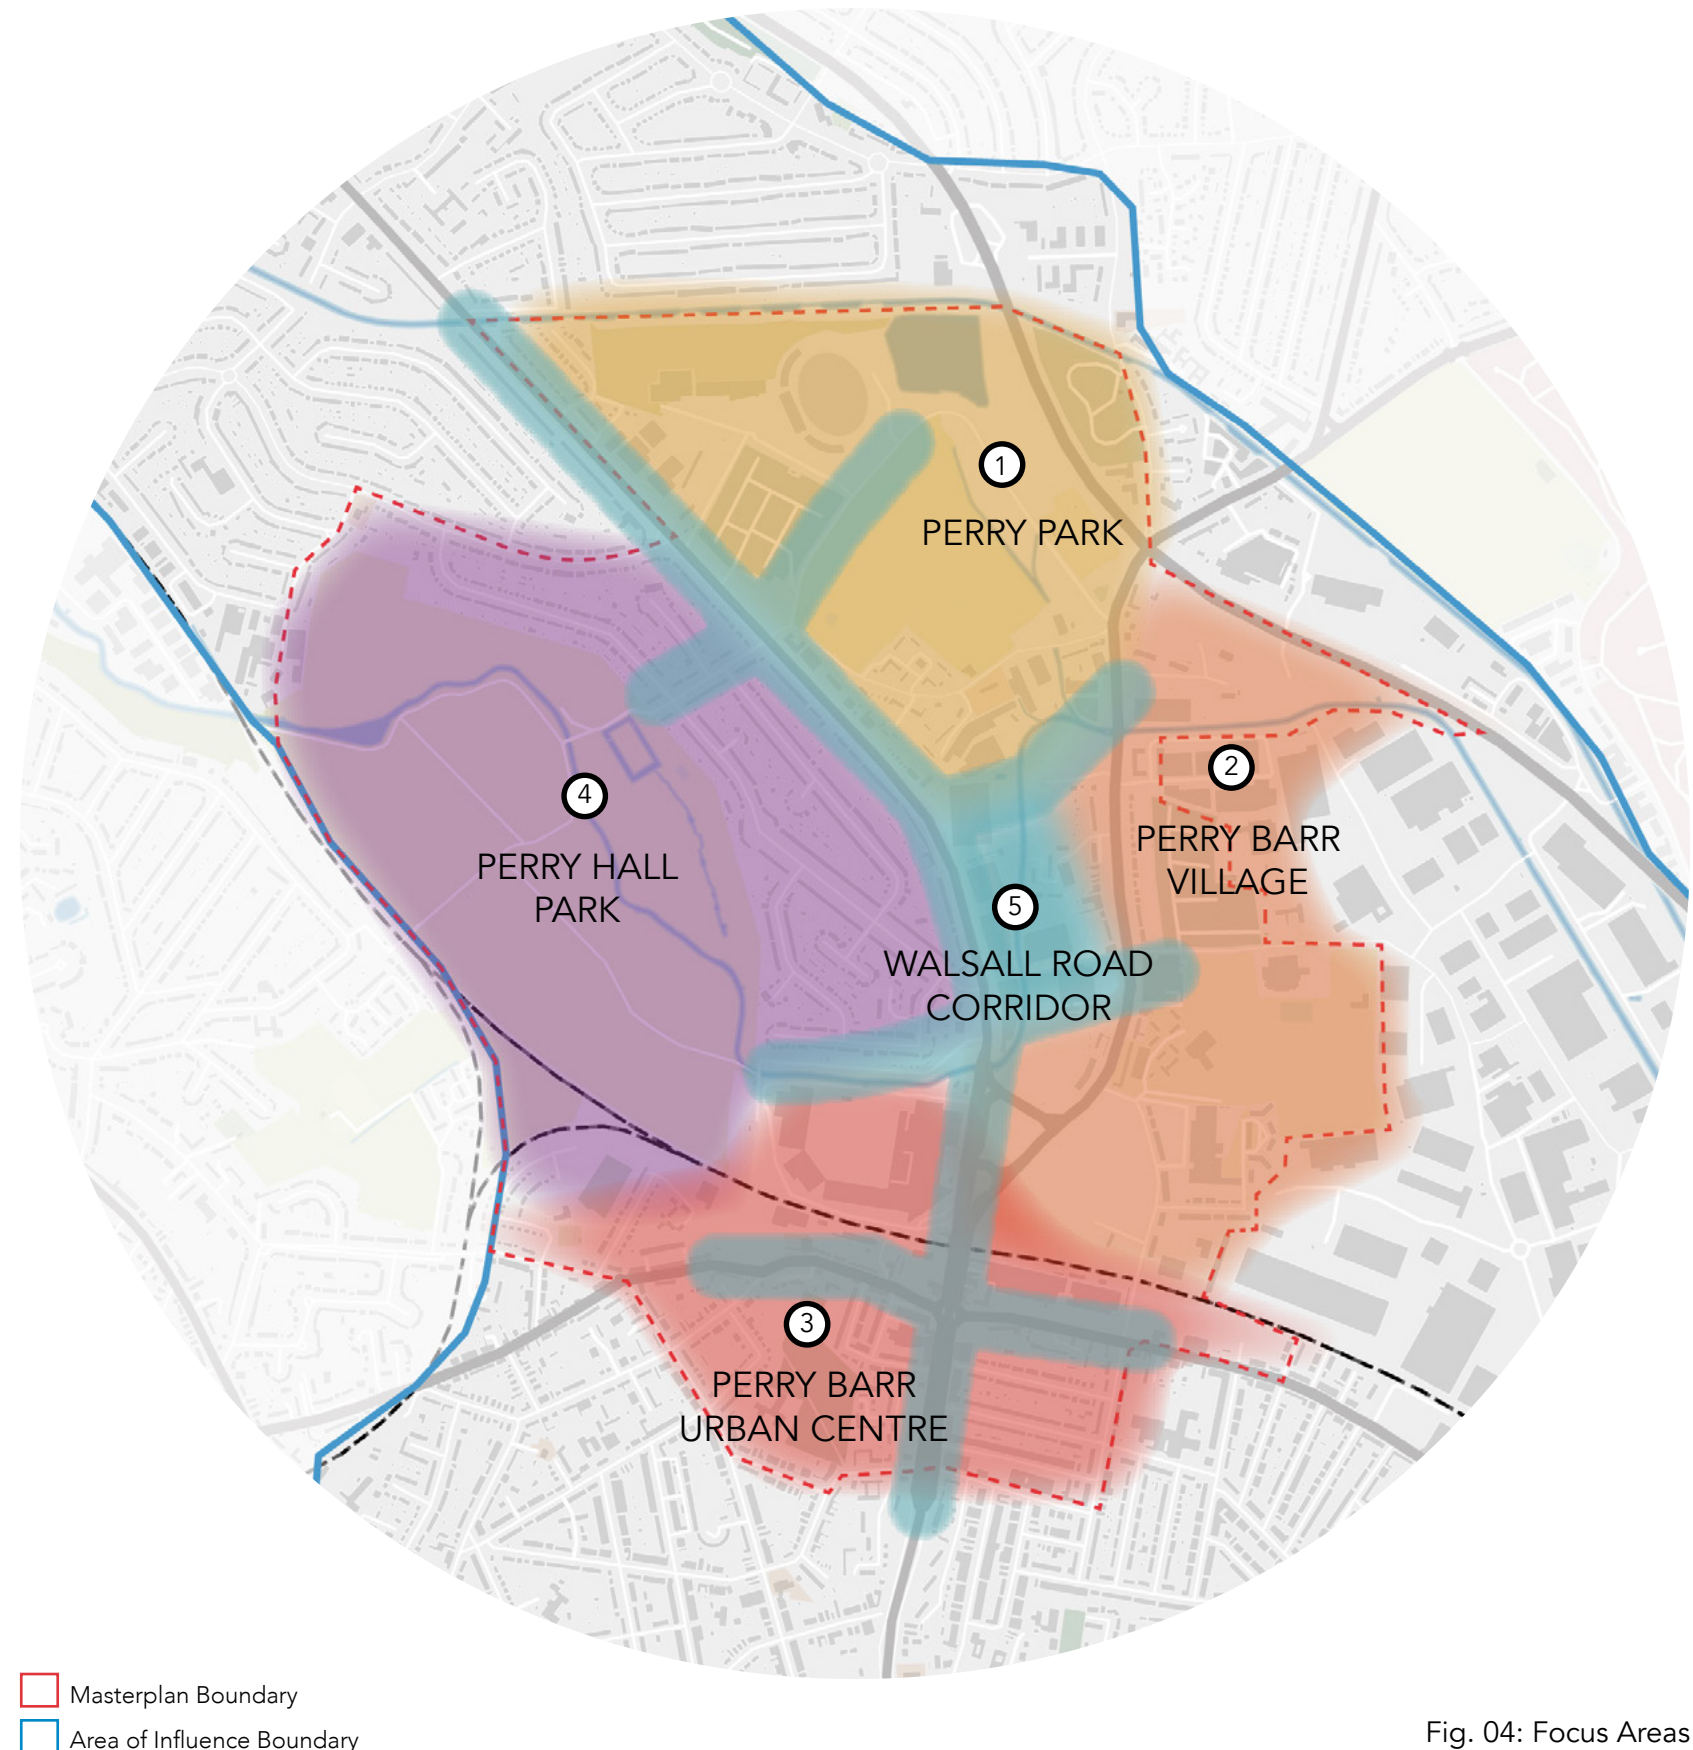 1
PERRY PARK
2
PERRY BARR
VILLAGE
4
PERRY HALL
PARK
5
WALSALL ROAD
CORRIDOR
3
PERRY BARR
URBAN CENTRE
Masterplan Boundary
Area of Influence Boundary
Fig. 04: Focus Areas